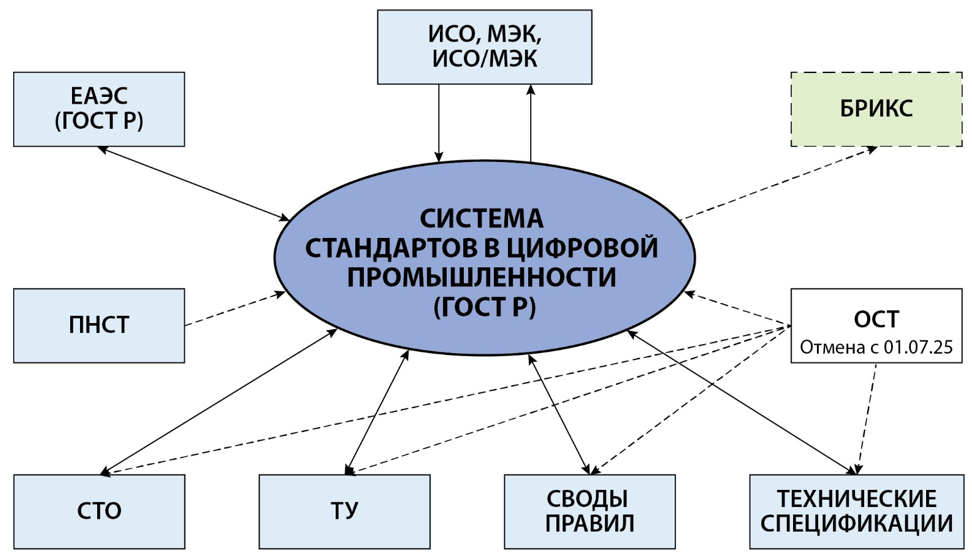 ИСО, МЭК,
ИСО/МЭК
ЕАЭС
(ГОСТ Р)
БРИКС
СИСТЕМА
СТАНДАРТОВ В ЦИФРОВОЙ
ПРОМЫШЛЕННОСТИ
(ГОСТ Р)
ПНСТ
ОСТ
Отмена с 01.07.25
СТО
ТУ
СВОДЫ
ПРАВИЛ
ТЕХНИЧЕСКИЕ
СПЕЦИФИКАЦИИ